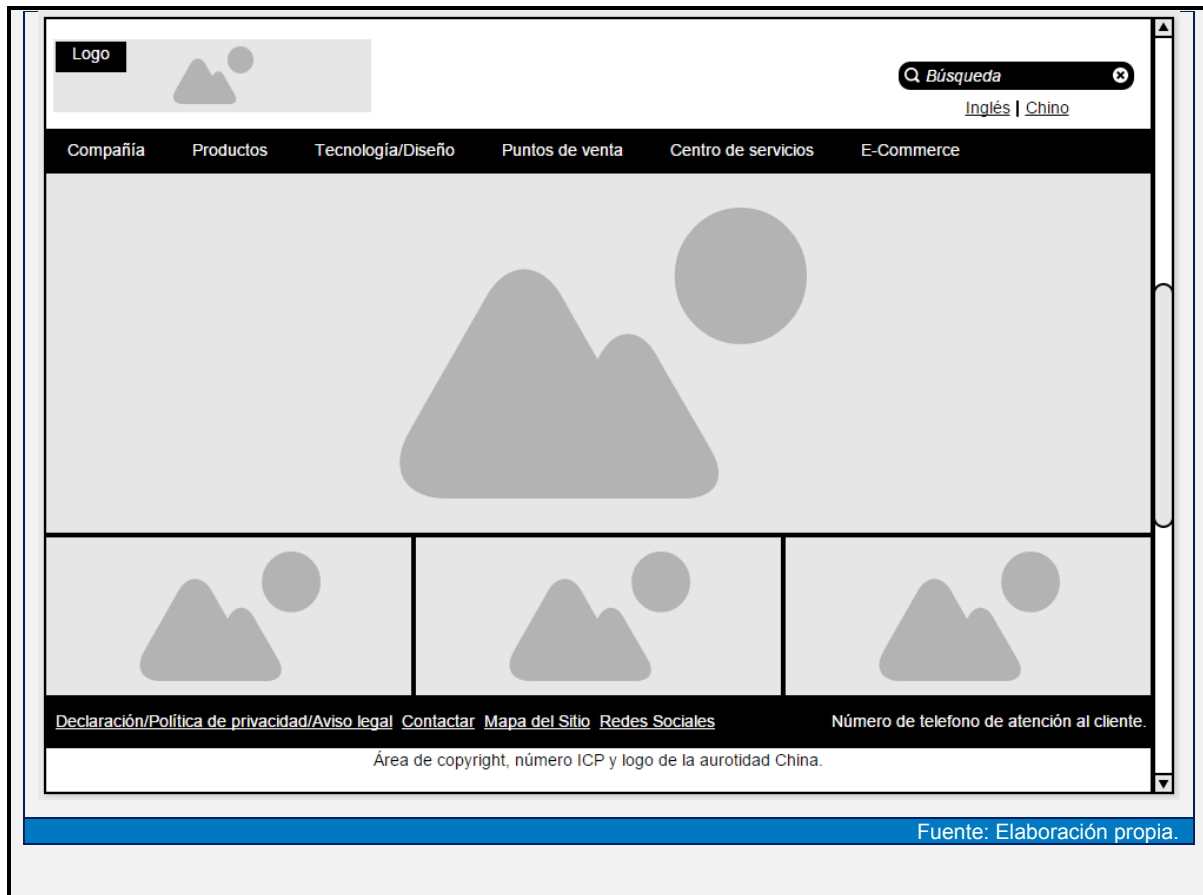 Logo
Búsqueda
Inglés | Chino
Compañía Productos Tecnología/Diseño Puntos de venta Centro de servicios E-Commerce
Declaración/Política de privacidad/Aviso legal Contactar Mapa del Sitio Redes Sociales Número de telefono de atención al cliente.
Área de copyright, número ICP y logo de la aurotidad China.
Fuente: Elaboración propia.